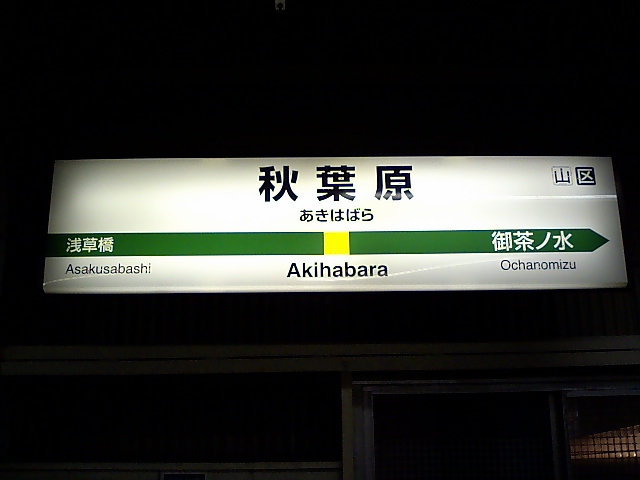 秋葉原
山区
あきはばら
浅草橋
御茶ノ水
Asakusabashi
Akihabara
Ochanomizu